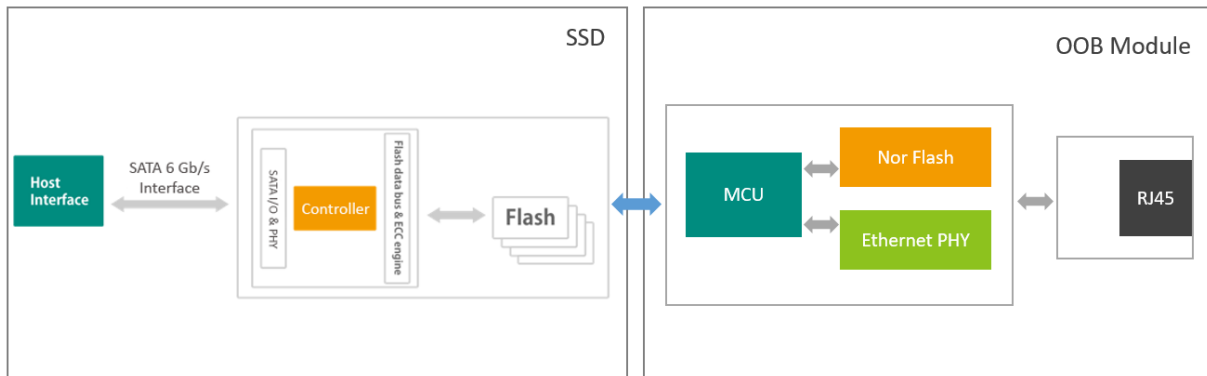 SSD
OOB Module
Host
Interface
SATA 6 Gb/s
Interface
SATA I/O & PHY
Controller
Flash data bus & ECC engine
Flash
MCU
Nor Flash
Ethernet PHY
RJ45